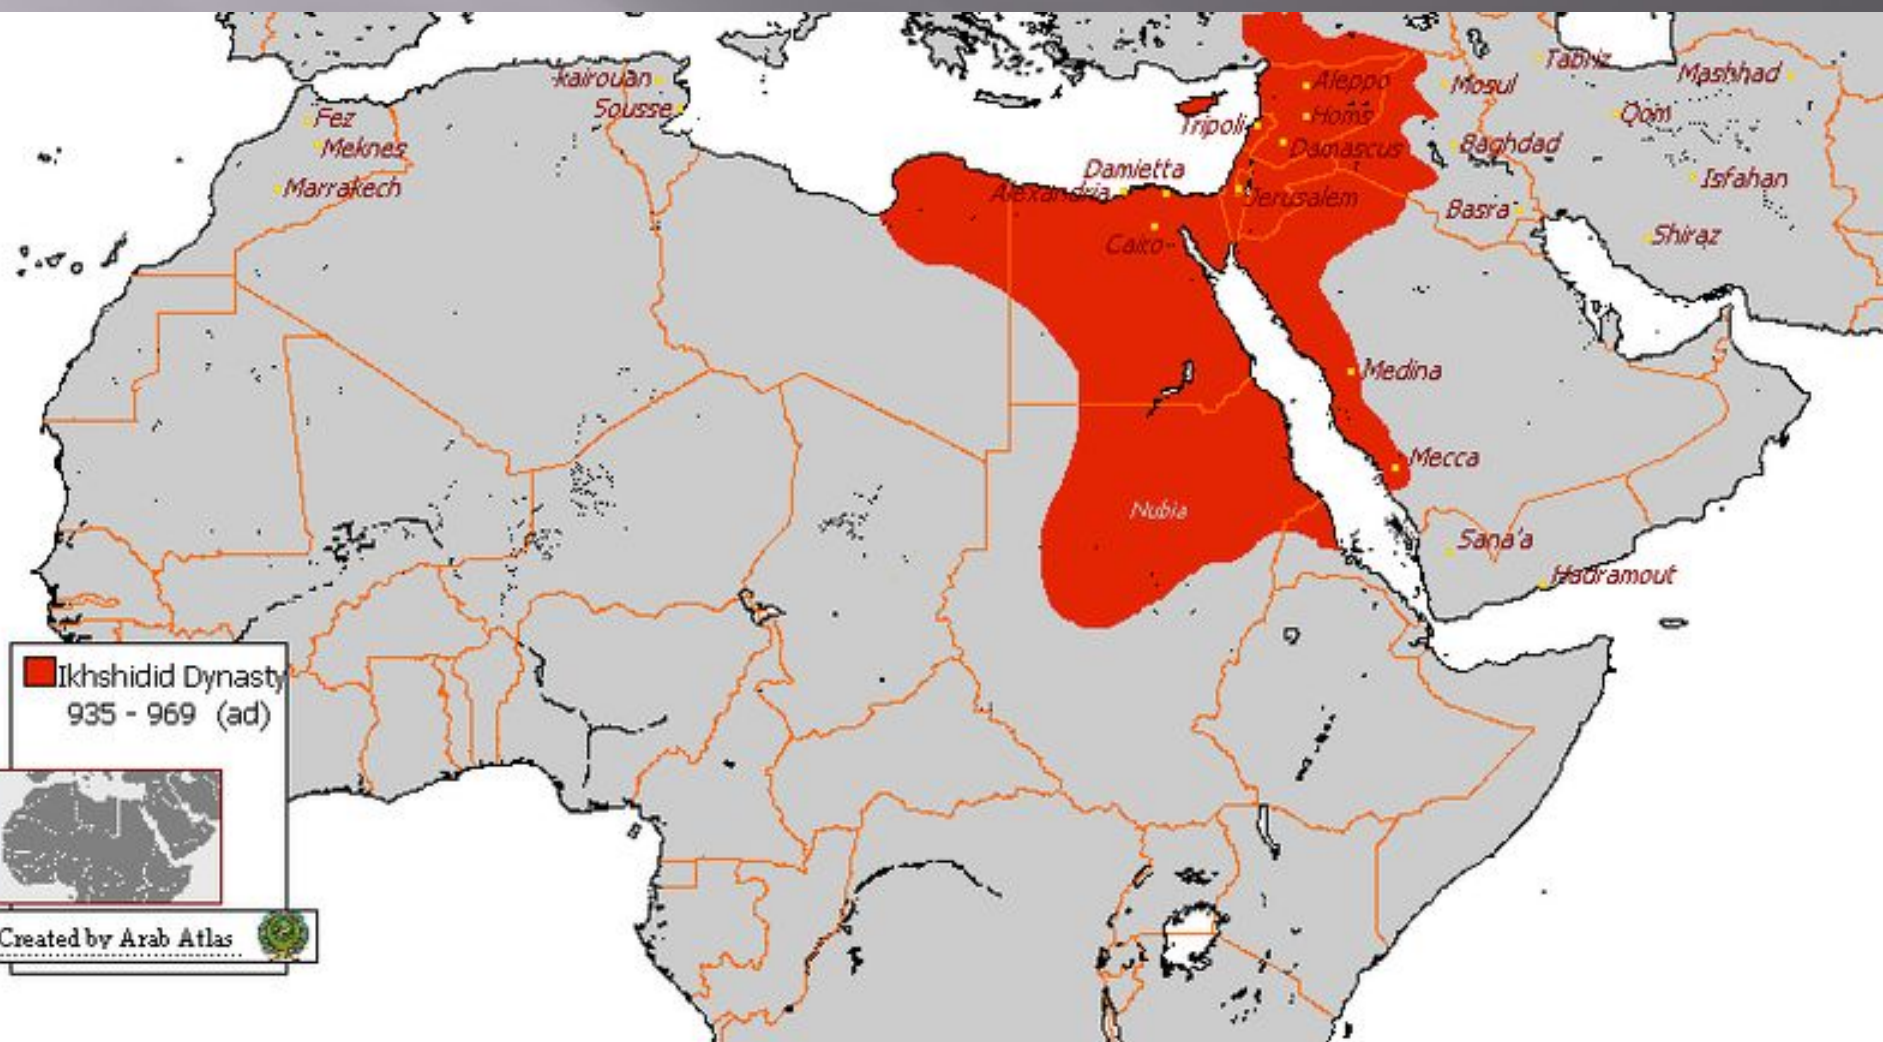 Tabriz
Mashhad
kairouan
Aleppo
Mosul
Sousse
Fez
Homs
Qom
Tripoli
Meknes
Damascus
Baghdad
Damietta
Marrakech
Alexandria
Jerusalem
Isfahan
Basra
Cairo
Shiraz
Medina
Mecca
Nubia
Sana'a
Hadramout
Ikhshidid Dynasty
935 - 969 (ad)
Created by Arab Atlas